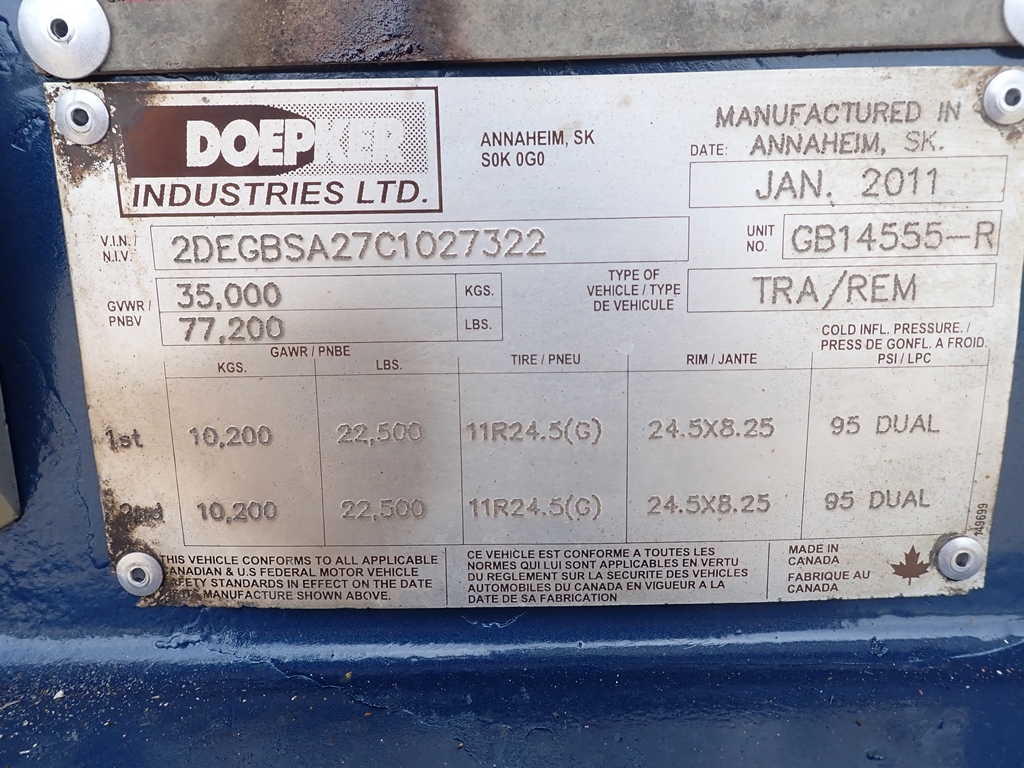 DOEPKER
INDUSTRIES LTD.
ANNAHEIM, SK
S0K 0G0
MANUFACTURED IN
DATE: ANNAHEIM, SK.
JAN. 2011
V.I.N./
N.I.V.
2DEGBSA27C1027322
UNIT
NO.
GB14555-R
GVWR /
PNBV
35,000 KGS.
77,200 LBS.
TYPE OF
VEHICLE / TYPE
DE VEHICULE
TRA/REM
GAWR / PNBE
KGS. LBS. TIRE / PNEU RIM / JANTE
COLD INFL. PRESSURE. /
PRESS DE GONFL. A FROID.
PSI / LPC
1st 10,200 22,500 11R24.5(G) 24.5X8.25 95 DUAL
2nd 10,200 22,500 11R24.5(G) 24.5X8.25 95 DUAL
THIS VEHICLE CONFORMS TO ALL APPLICABLE
CANADIAN & U.S FEDERAL MOTOR VEHICLE
SAFETY STANDARDS IN EFFECT ON THE DATE
OF ITS MANUFACTURE SHOWN ABOVE.
CE VEHICLE EST CONFORME A TOUTES LES
NORMES QUI LUI SONT APPLICABLES EN VERTU
DU REGLEMENT SUR LA SECURITE DES VEHICLES
AUTOMOBILES DU CANADA EN VIGUEUR A LA
DATE DE SA FABRICATION
MADE IN
CANADA
FABRIQUE AU
CANADA